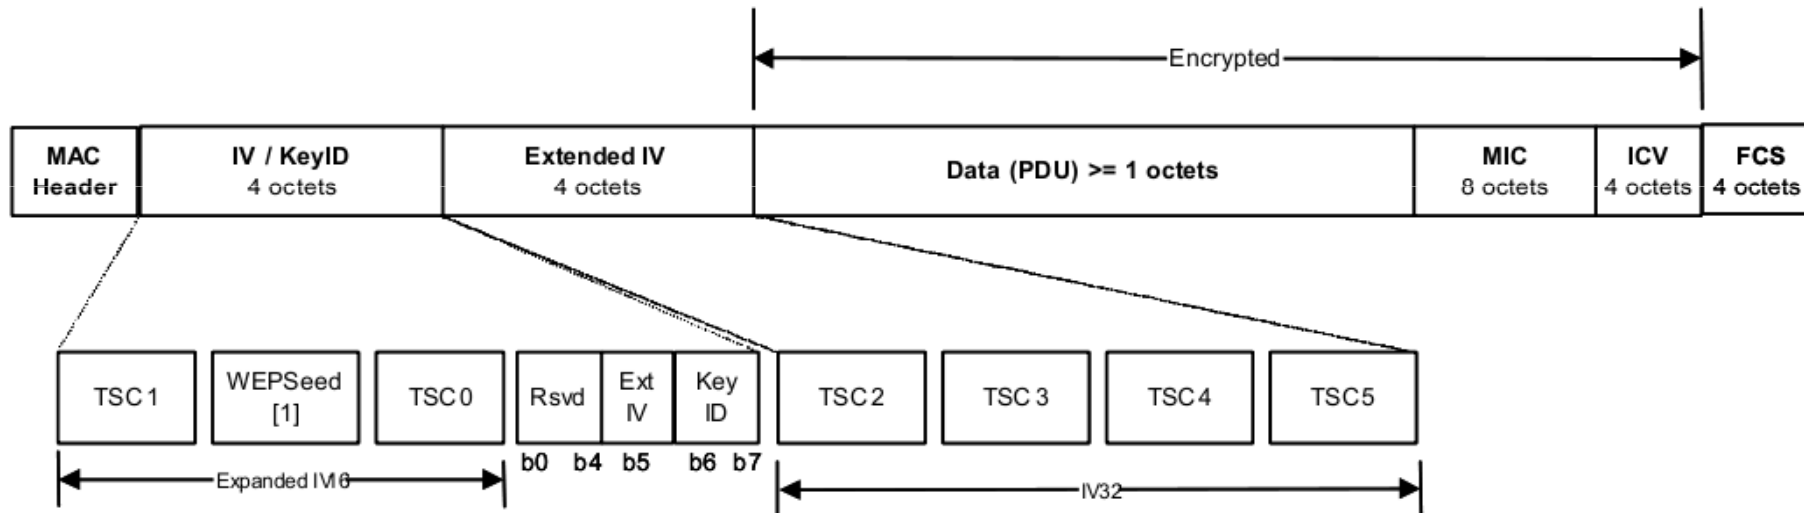 Encrypted
MAC
Header
IV / KeyID
4 octets
Extended IV
4 octets
Data (PDU) >= 1 octets
MIC
8 octets
ICV
4 octets
FCS
4 octets
TSC1
WEPSeed
[1]
TSC0
Rsvd
Ext
IV
Key
ID
TSC2
TSC3
TSC4
TSC5
b0 b4 b5 b6 b7
Expanded IV16
IV32